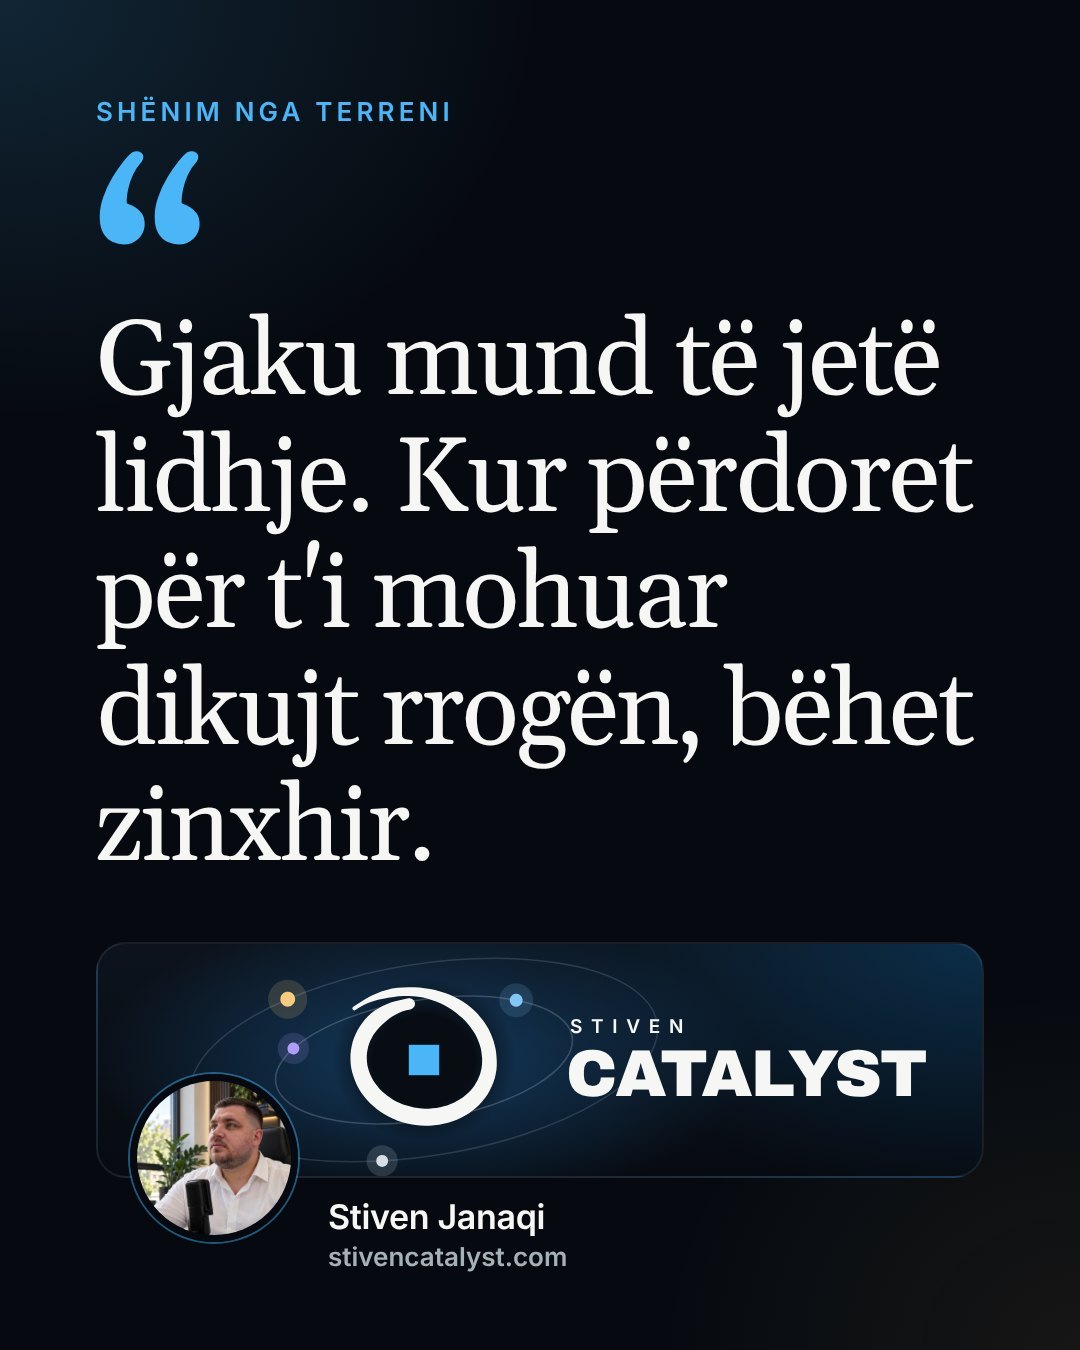 SHËNIM NGA TERRENI
“
Gjaku mund të jetë
lidhje. Kur përdoret
për t'i mohuar
dikujt rrogën, bëhet
zinxhir.
STIVEN
CATALYST
Stiven Janaqi
stivencatalyst.com